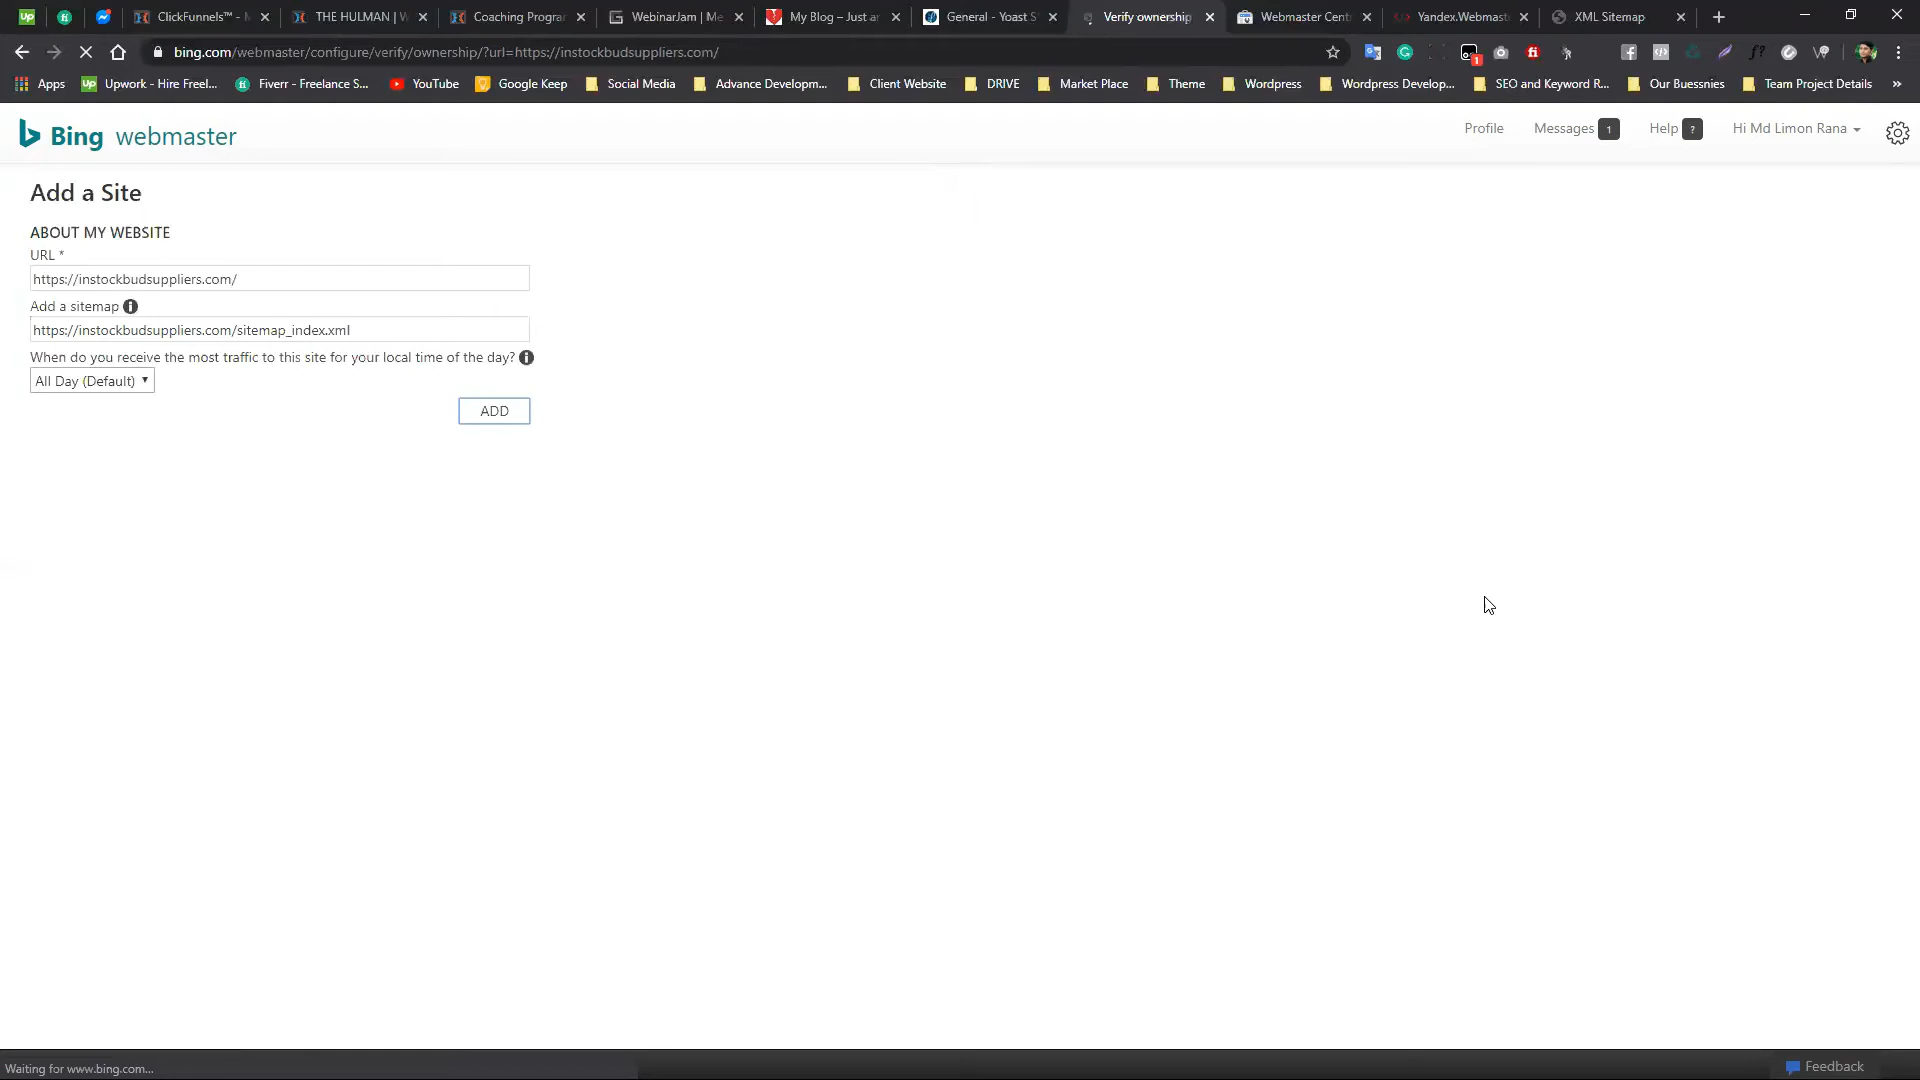 ClickFunnels™ - M
THE HULMAN | W
Coaching Progra
WebinarJam | Me
My Blog – Just a
General - Yoast S
Verify ownership
Webmaster Cent
Yandex.Webmast
XML Sitemap
bing.com/webmaster/configure/verify/ownership/?url=https://instockbudsuppliers.com/
Apps
Upwork - Hire Freel...
Fiverr - Freelance S...
YouTube
Google Keep
Social Media
Advance Developm...
Client Website
DRIVE
Market Place
Theme
Wordpress
Wordpress Develop...
SEO and Keyword R...
Our Buessnies
Team Project Details
Bing webmaster
Profile
Messages 1
Help ?
Hi Md Limon Rana
Add a Site
ABOUT MY WEBSITE
URL *
https://instockbudsuppliers.com/
Add a sitemap
https://instockbudsuppliers.com/sitemap_index.xml
When do you receive the most traffic to this site for your local time of the day?
All Day (Default)
ADD
Waiting for www.bing.com...
Feedback